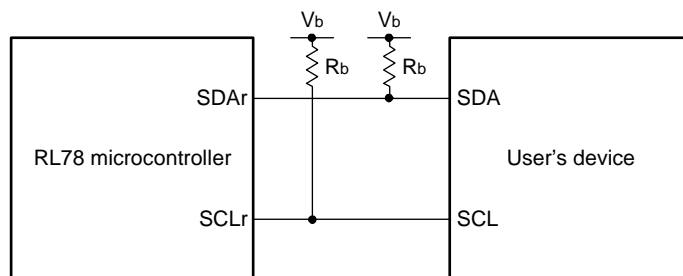 Vb Vb
Rb Rb
SDAr SDA
RL78 microcontroller User's device
SCLr SCL